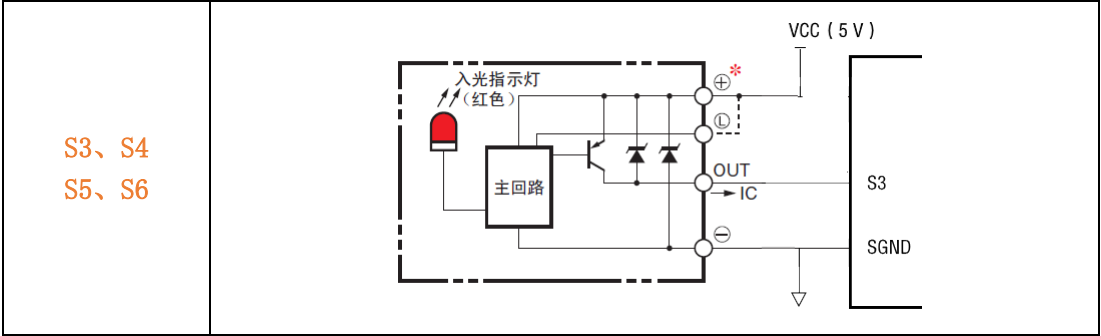 S3、S4
S5、S6
VCC（5 V）
入光指示灯
（红色）
⊕*
Ⓛ
主回路
OUT
IC
⊖
S3
SGND